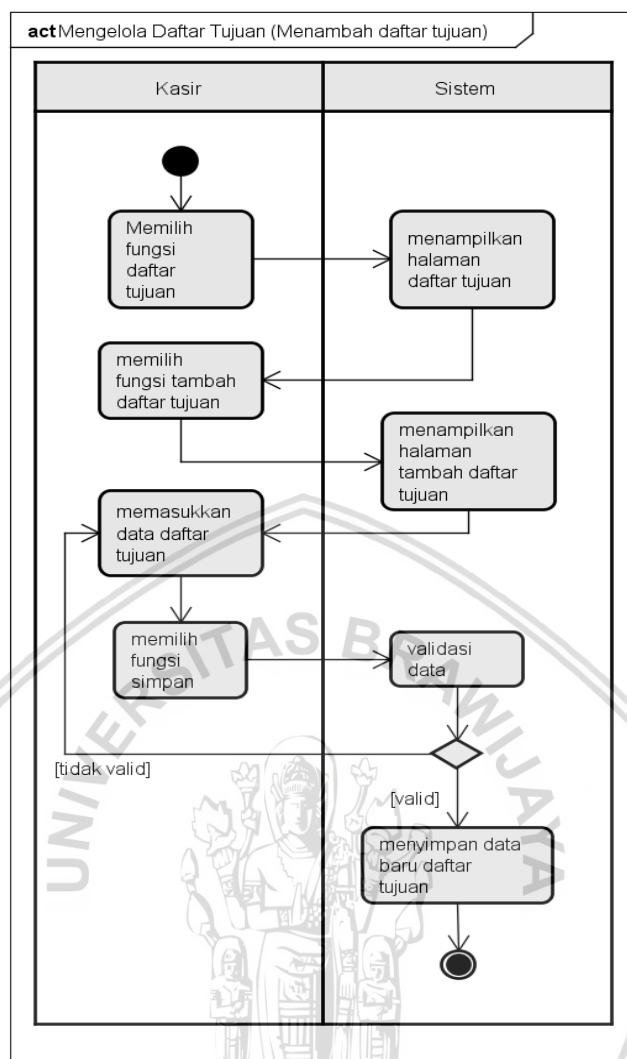 act Mengelola Daftar Tujuan (Menambah daftar tujuan)
Kasir
Sistem
Memilih
fungsi
daftar
tujuan
menampilkan
halaman
daftar tujuan
memilih
fungsi tambah
daftar tujuan
menampilkan
halaman
tambah daftar
tujuan
memasukkan
data daftar
tujuan
memilih
fungsi
simpan
validasi
data
[tidak valid]
[valid]
menyimpan data
baru daftar
tujuan
UNIVERSITAS BRAWIJAYA